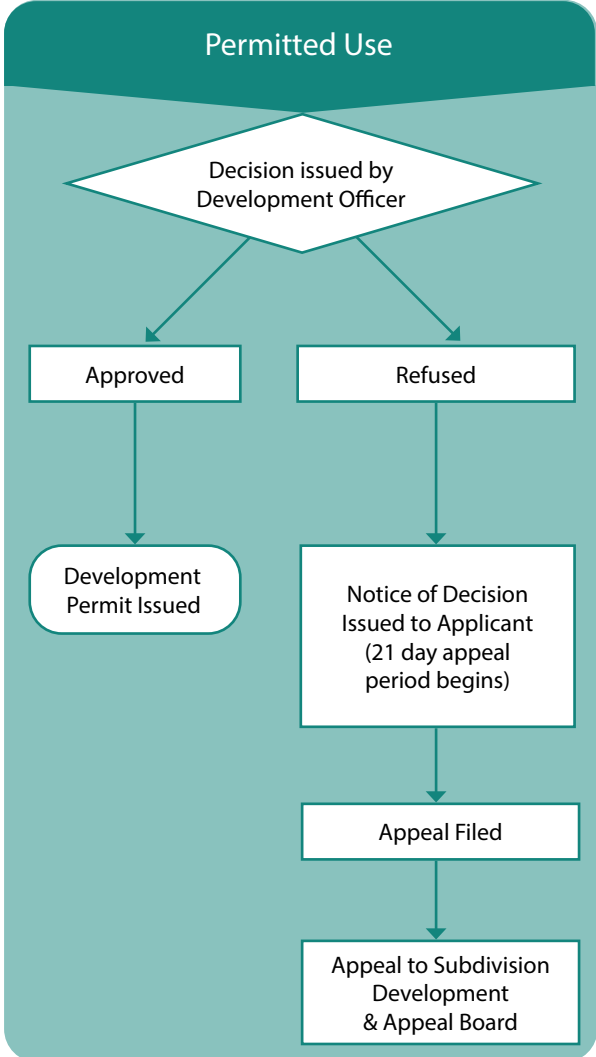 Permitted Use
Decision issued by
Development Officer
Approved
Refused
Development
Permit Issued
Notice of Decision
Issued to Applicant
(21 day appeal
period begins)
Appeal Filed
Appeal to Subdivision
Development
& Appeal Board